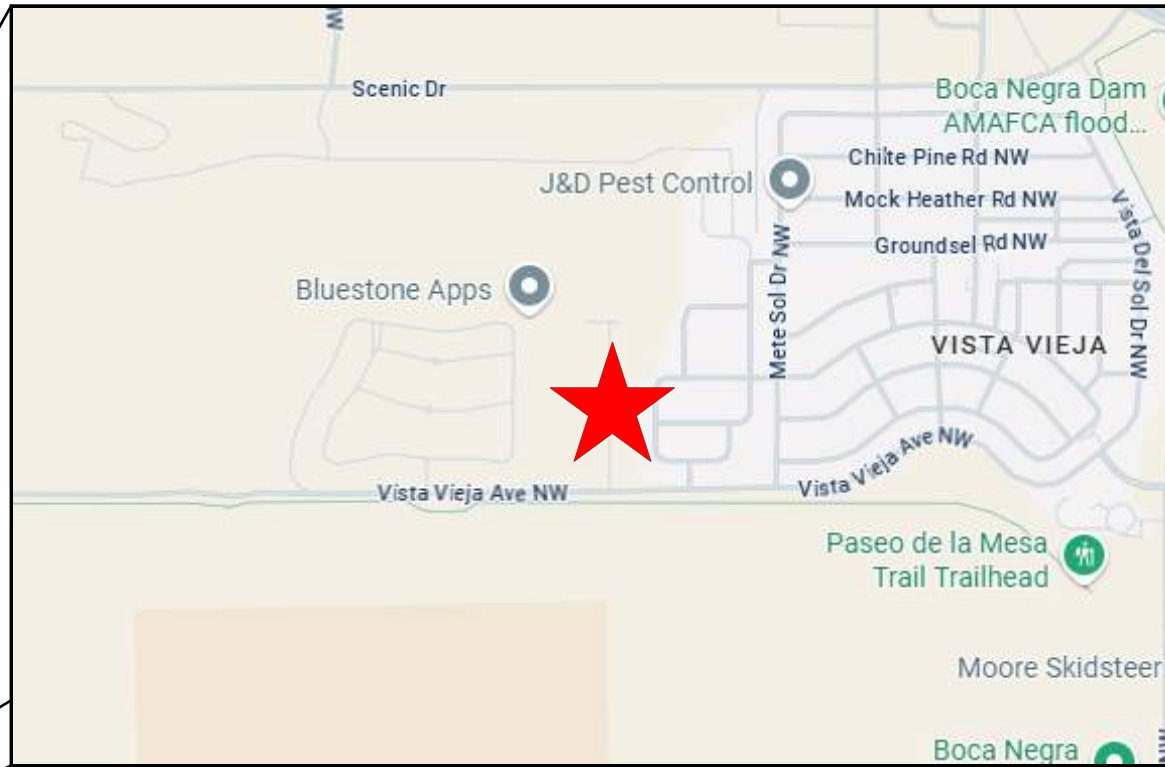 W
Scenic Dr
Boca Negra Dam
AMAFCA flood...
Chilte Pine Rd NW
J&D Pest Control
Mock Heather Rd NW
Groundsel Rd NW
Vista Del Sol Dr NW
Mete Sol Dr NW
Bluestone Apps
VISTA VIEJA
Vista Vieja Ave NW
Vista Vieja Ave NW
Paseo de la Mesa
Trail Trailhead
Moore Skidsteer
Boca Negra